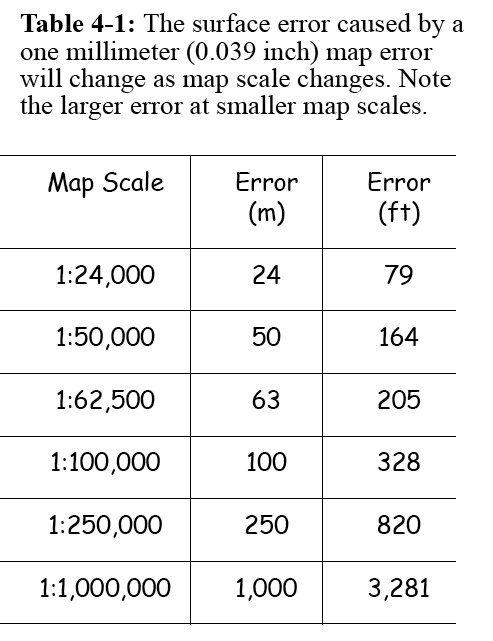 Table 4-1: The surface error caused by a
one millimeter (0.039 inch) map error
will change as map scale changes. Note
the larger error at smaller map scales.
Map Scale Error (m) Error (ft)
1:24,000 24 79
1:50,000 50 164
1:62,500 63 205
1:100,000 100 328
1:250,000 250 820
1:1,000,000 1,000 3,281